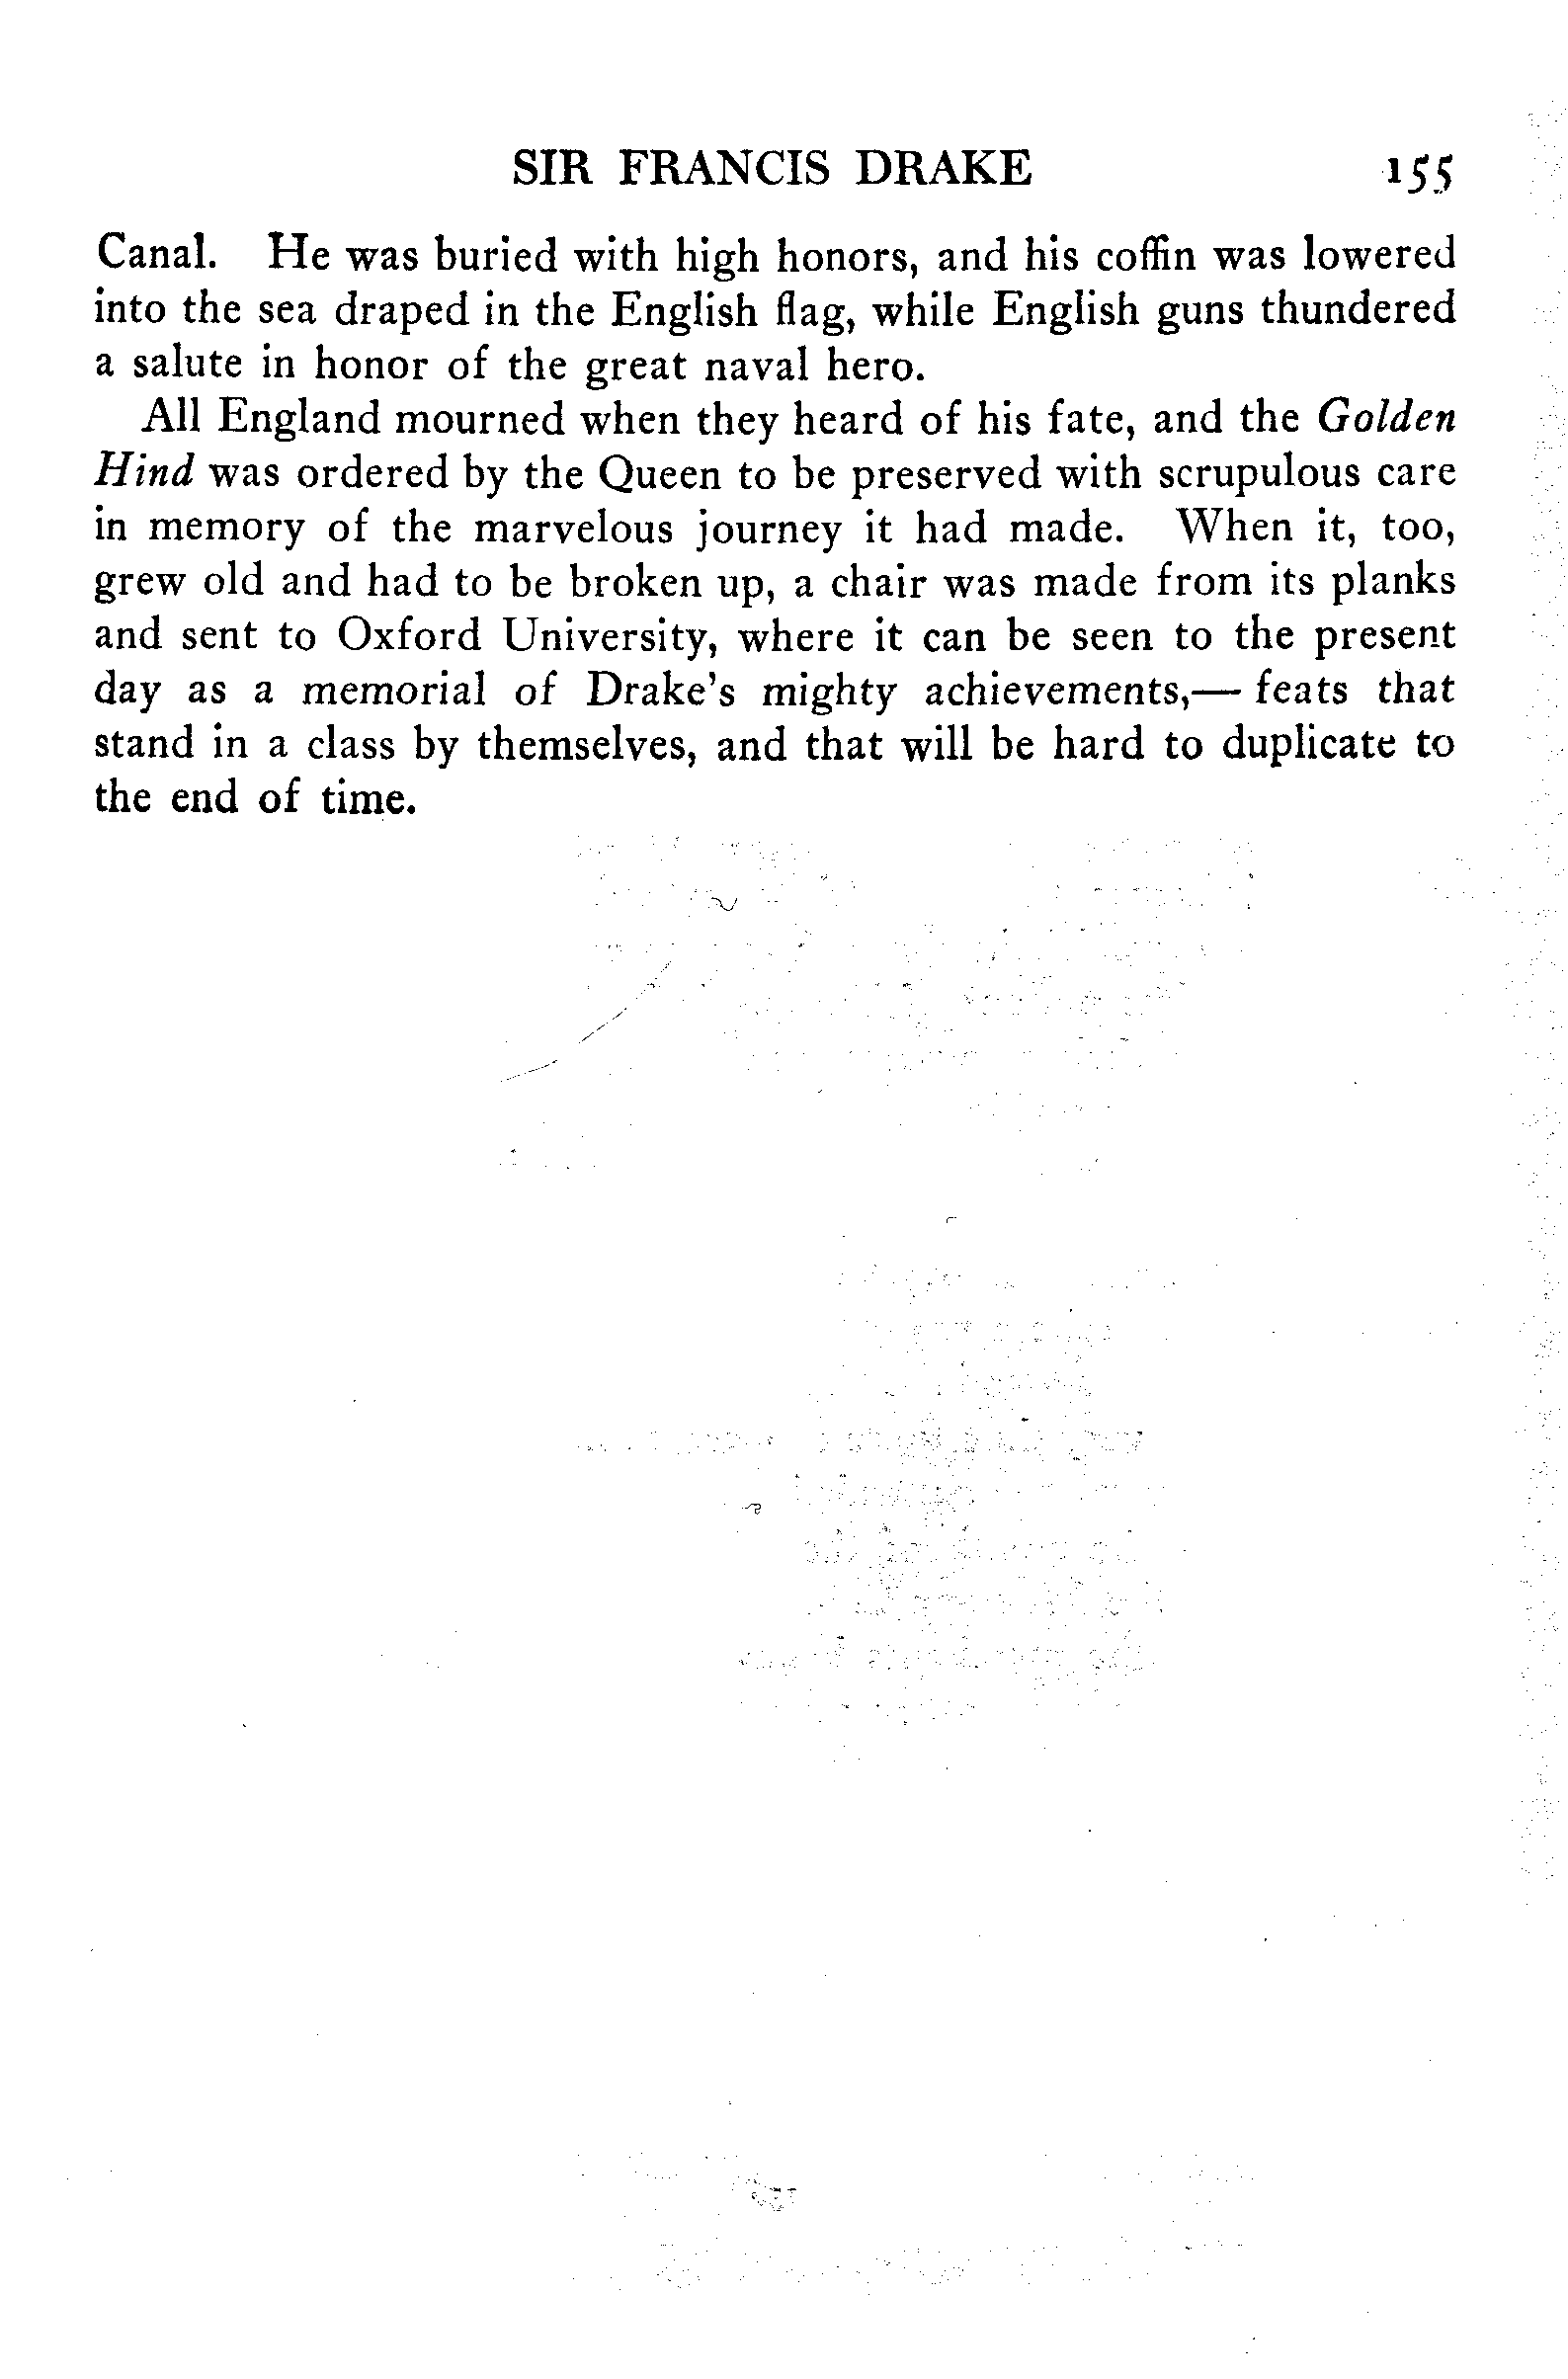 SIR FRANCIS DRAKE 155
Canal. He was buried with high honors, and his coffin was lowered
into the sea draped in the English flag, while English guns thundered
a salute in honor of the great naval hero.
All England mourned when they heard of his fate, and the Golden
Hind was ordered by the Queen to be preserved with scrupulous care
in memory of the marvelous journey it had made. When it, too,
grew old and had to be broken up, a chair was made from its planks
and sent to Oxford University, where it can be seen to the present
day as a memorial of Drake's mighty achievements,— feats that
stand in a class by themselves, and that will be hard to duplicate to
the end of time.